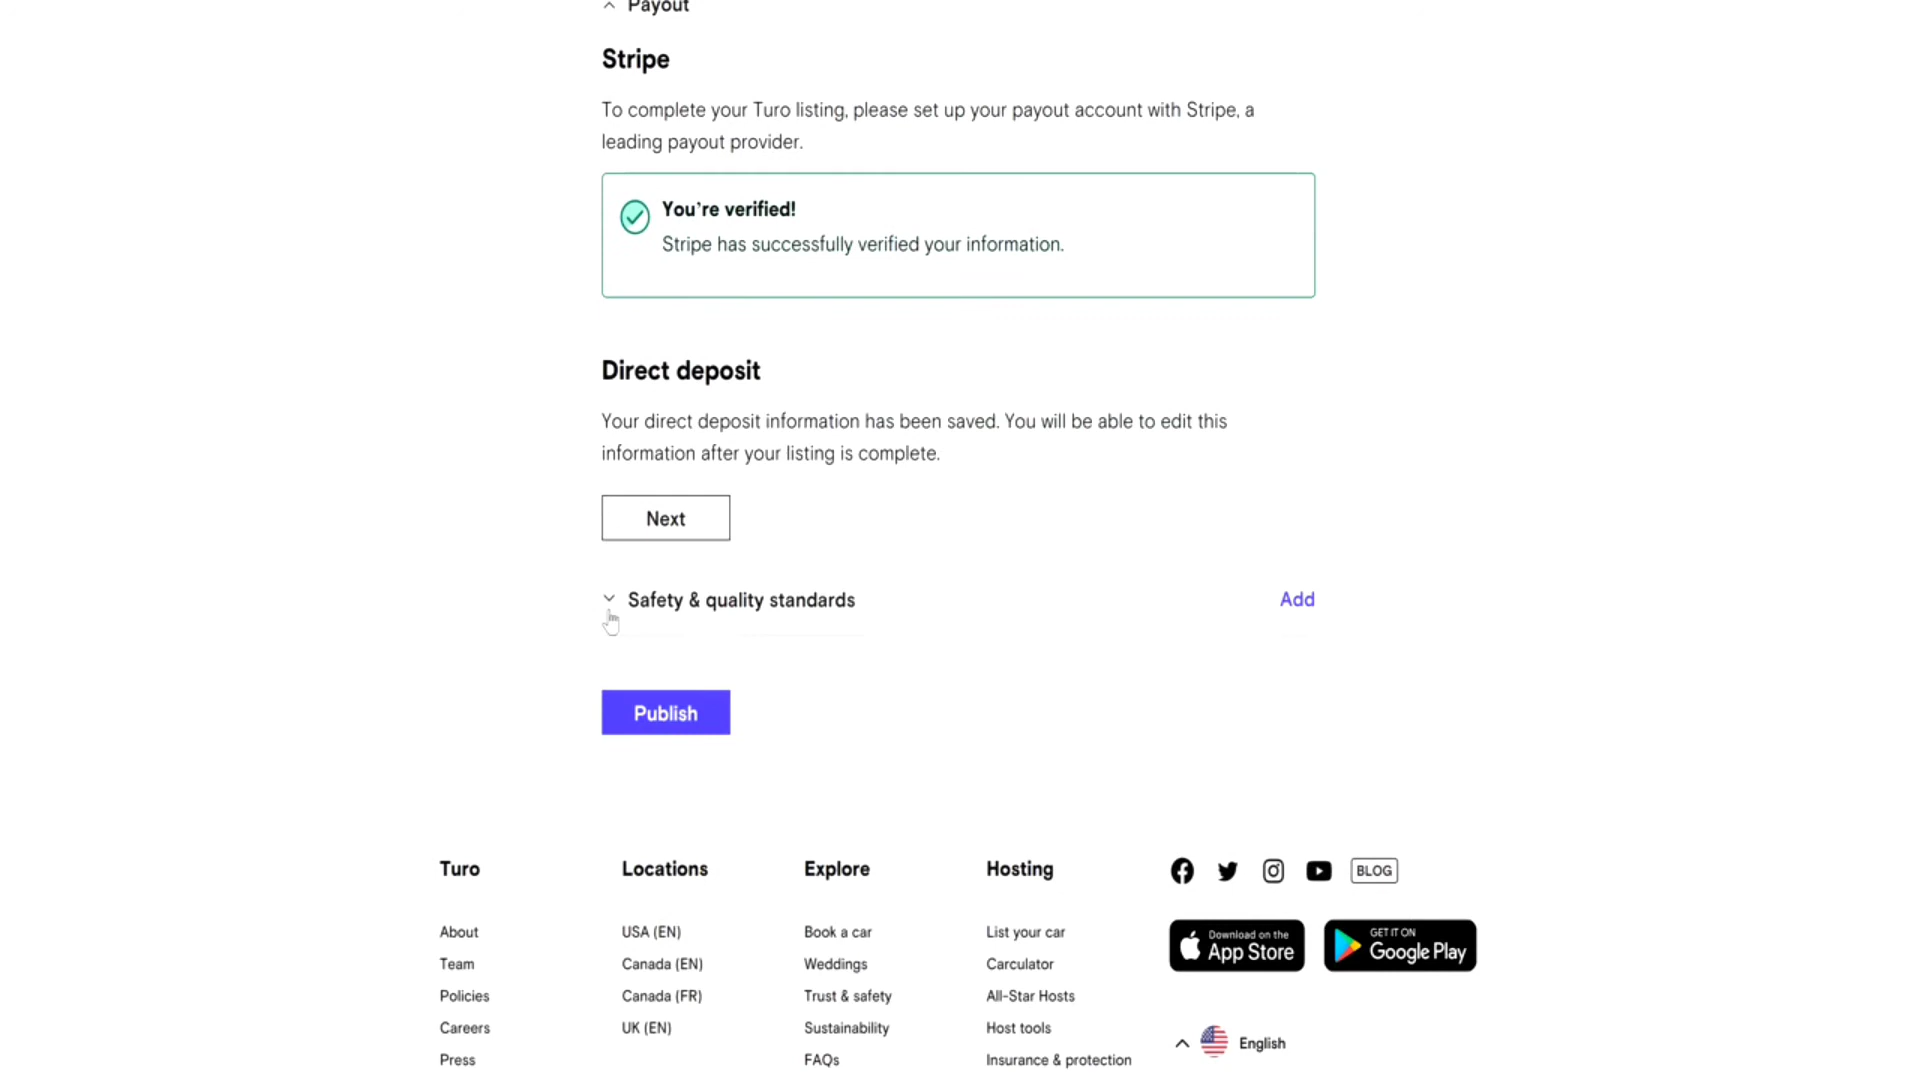 Payout
Stripe
To complete your Turo listing, please set up your payout account with Stripe, a
leading payout provider.
You're verified!
Stripe has successfully verified your information.
Direct deposit
Your direct deposit information has been saved. You will be able to edit this
information after your listing is complete.
Next
Safety & quality standards
Add
Publish
Turo
About
Team
Policies
Careers
Press
Locations
USA (EN)
Canada (EN)
Canada (FR)
UK (EN)
Explore
Book a car
Weddings
Trust & safety
Sustainability
FAQs
Hosting
List your car
Carculator
All-Star Hosts
Host tools
Insurance & protection
BLOG
Download on the
App Store
GET IT ON
Google Play
English